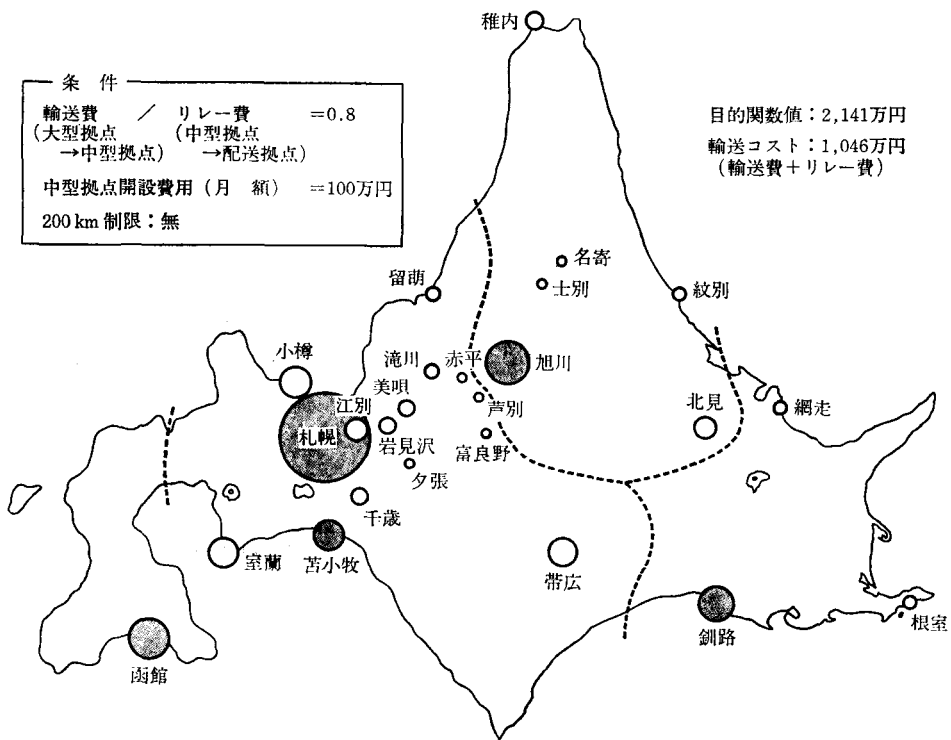 稚内
条 件
輸送費 / リレー費 =0.8
(大型拠点 (中型拠点
→中型拠点) →配送拠点)
中型拠点開設費用(月 額) =100万円
200 km 制限:無
目的関数値:2,141万円
輸送コスト:1,046万円
(輸送費+リレー費)
名寄
士別
留萌
紋別
小樽
滝川
赤平
旭川
美唄
芦別
北見
網走
江別
札幌
岩見沢
富良野
夕張
千歳
室蘭
苫小牧
帯広
釧路
根室
函館